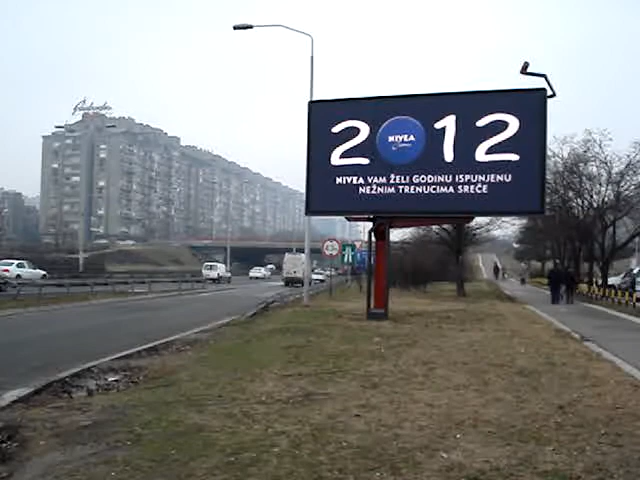 2012
NIVEA
NIVEA VAM ŽELI GODINU ISPUNJENU
NEŽNIM TRENUCIMA SREĆE